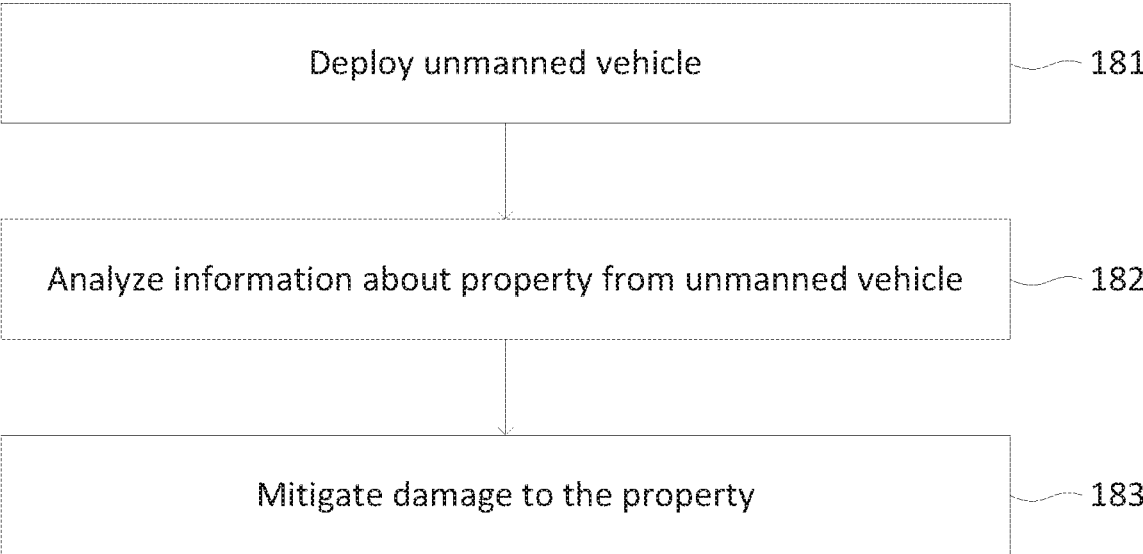 Deploy unmanned vehicle
181
Analyze information about property from unmanned vehicle
182
Mitigate damage to the property
183